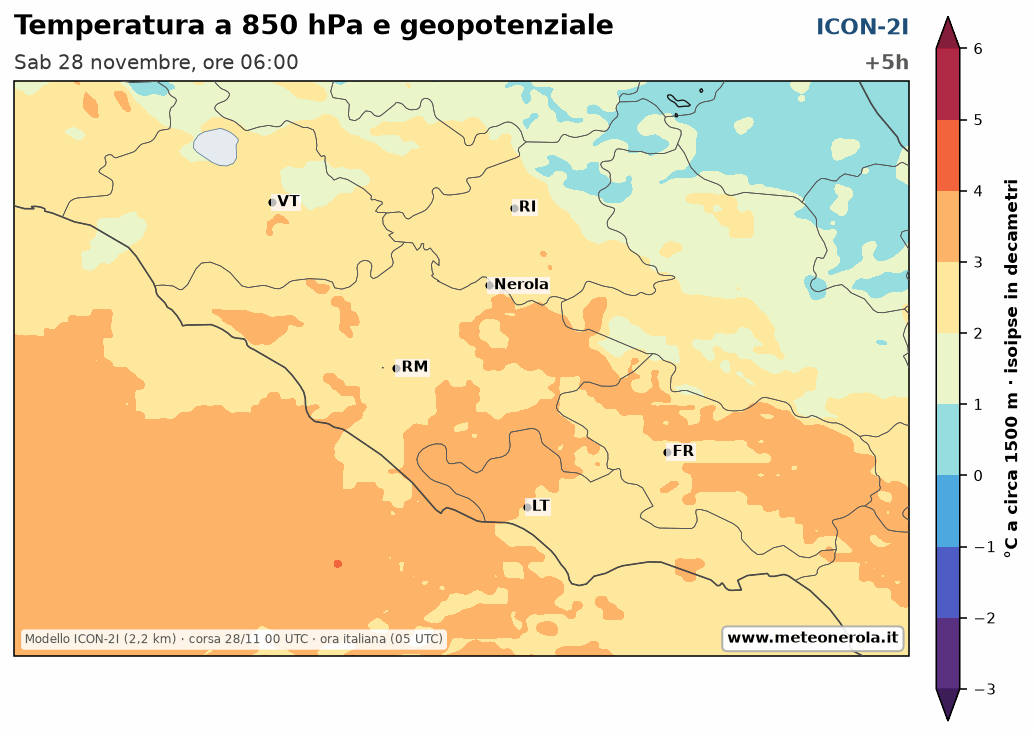 Temperatura a 850 hPa e geopotenziale
ICON-2I
Sab 28 novembre, ore 06:00
+5h
VT
RI
Nerola
RM
FR
LT
Modello ICON-2I (2,2 km) · corsa 28/11 00 UTC · ora italiana (05 UTC)
www.meteonerola.it
6
5
4
3
2
1
0
−1
−2
−3
°C a circa 1500 m · isoipse in decametri